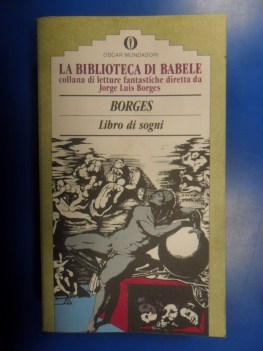 OSCAR MONDADORI
LA BIBLIOTECA DI BABELE
collana di letture fantastiche diretta da
Jorge Luis Borges
BORGES
Libro di sogni